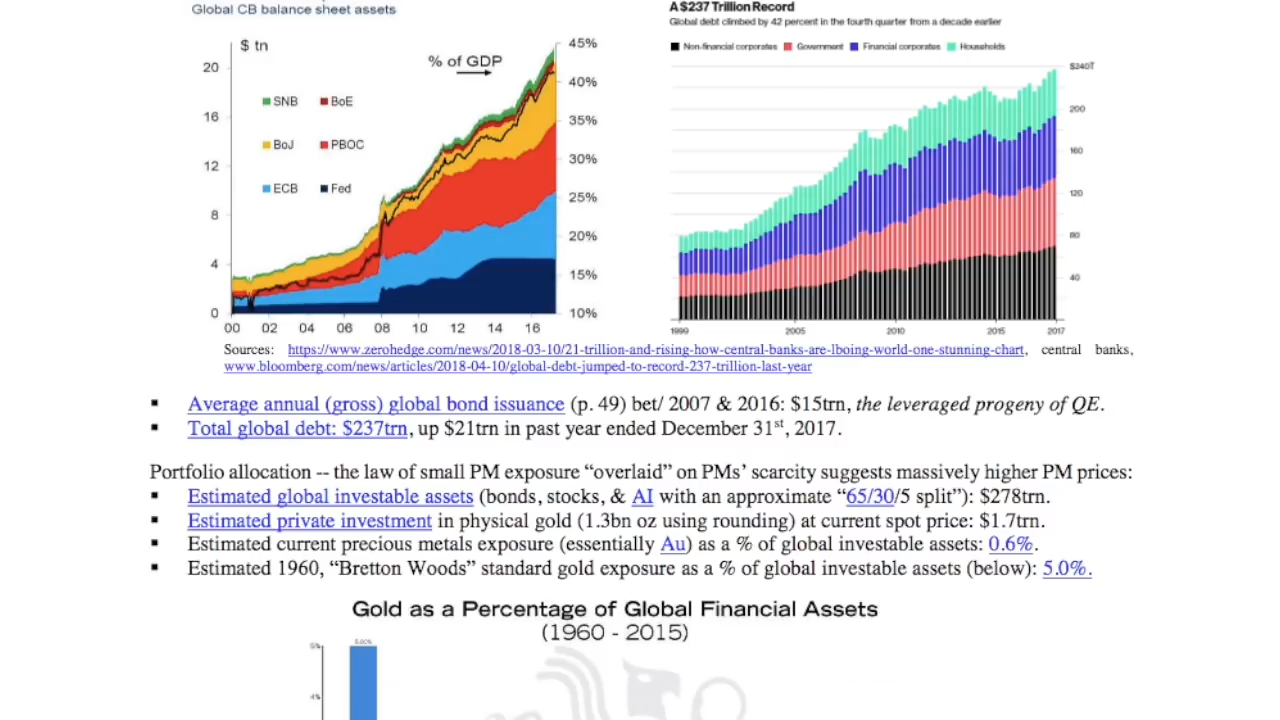 Global CB balance sheet assets
$ tn
45%
% of GDP
20
40%
SNB
BoE
16
35%
BoJ
PBOC
30%
12
ECB
Fed
25%
8
20%
4
15%
0
10%
00 02 04 06 08 10 12 14 16
A $237 Trillion Record
Global debt climbed by 42 percent in the fourth quarter from a decade earlier
Non-financial corporates Government Financial corporates Households
$240T
200
160
120
80
40
1999 2005 2010 2015 2017
Sources: https://www.zerohedge.com/news/2018-03-10/21-trillion-and-rising-how-central-banks-are-lboing-world-one-stunning-chart, central banks,
www.bloomberg.com/news/articles/2018-04-10/global-debt-jumped-to-record-237-trillion-last-year
▪ Average annual (gross) global bond issuance (p. 49) bet/ 2007 & 2016: $15trn, the leveraged progeny of QE.
▪ Total global debt: $237trn, up $21trn in past year ended December 31st, 2017.
Portfolio allocation -- the law of small PM exposure “overlaid” on PMs’ scarcity suggests massively higher PM prices:
▪ Estimated global investable assets (bonds, stocks, & AI with an approximate “65/30/5 split”): $278trn.
▪ Estimated private investment in physical gold (1.3bn oz using rounding) at current spot price: $1.7trn.
▪ Estimated current precious metals exposure (essentially Au) as a % of global investable assets: 0.6%.
▪ Estimated 1960, “Bretton Woods” standard gold exposure as a % of global investable assets (below): 5.0%.
Gold as a Percentage of Global Financial Assets
(1960 - 2015)
5.00%
5%
4%